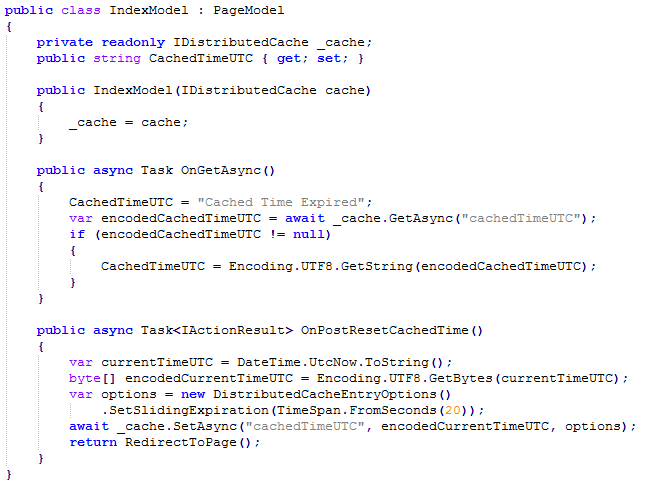 public class IndexModel : PageModel
{
    private readonly IDistributedCache _cache;
    public string CachedTimeUTC { get; set; }

    public IndexModel(IDistributedCache cache)
    {
        _cache = cache;
    }

    public async Task OnGetAsync()
    {
        CachedTimeUTC = "Cached Time Expired";
        var encodedCachedTimeUTC = await _cache.GetAsync("cachedTimeUTC");
        if (encodedCachedTimeUTC != null)
        {
            CachedTimeUTC = Encoding.UTF8.GetString(encodedCachedTimeUTC);
        }
    }

    public async Task<IActionResult> OnPostResetCachedTime()
    {
        var currentTimeUTC = DateTime.UtcNow.ToString();
        byte[] encodedCurrentTimeUTC = Encoding.UTF8.GetBytes(currentTimeUTC);
        var options = new DistributedCacheEntryOptions()
            .SetSlidingExpiration(TimeSpan.FromSeconds(20));
        await _cache.SetAsync("cachedTimeUTC", encodedCurrentTimeUTC, options);
        return RedirectToPage();
    }
}